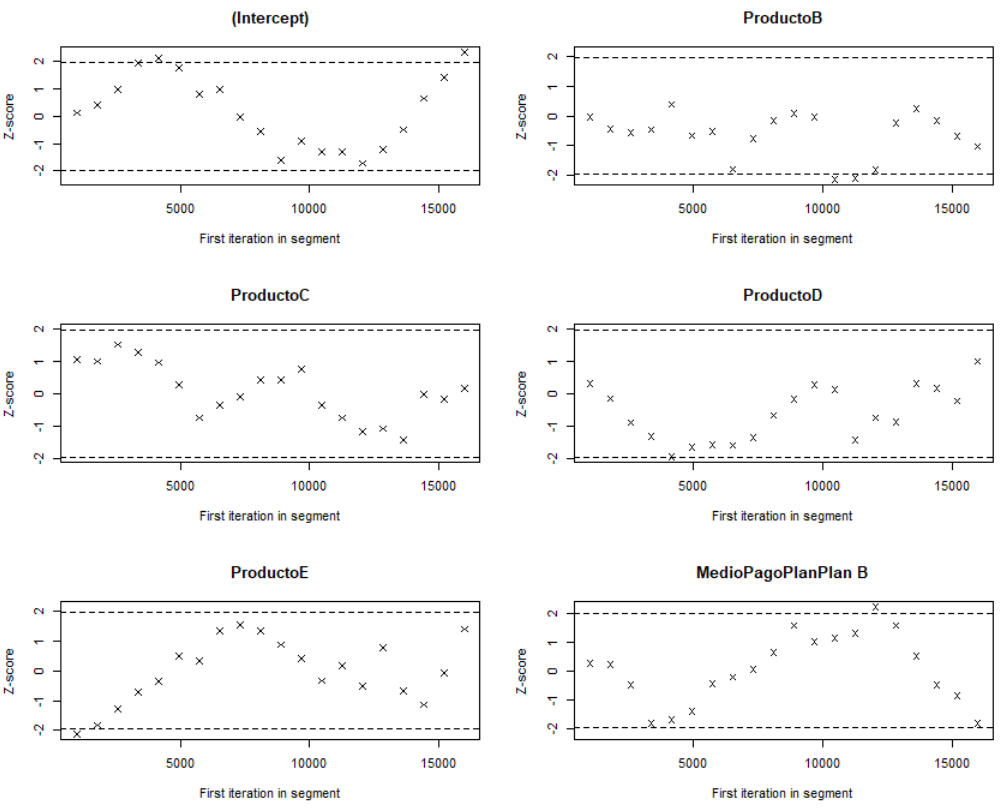 (Intercept)
Z-score
2
1
0
-1
-2
5000 10000 15000
First iteration in segment
ProductoB
Z-score
2
1
0
-1
-2
5000 10000 15000
First iteration in segment
ProductoC
Z-score
2
1
0
-1
-2
5000 10000 15000
First iteration in segment
ProductoD
Z-score
2
1
0
-1
-2
5000 10000 15000
First iteration in segment
ProductoE
Z-score
2
1
0
-1
-2
5000 10000 15000
First iteration in segment
MedioPagoPlanPlan B
Z-score
2
1
0
-1
-2
5000 10000 15000
First iteration in segment